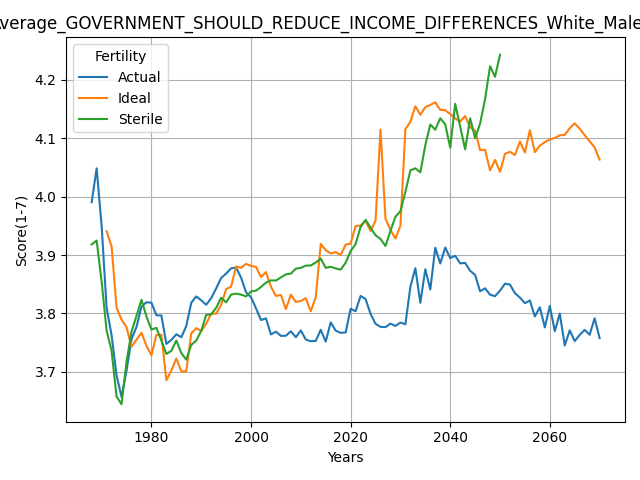 verage_GOVERNMENT_SHOULD_REDUCE_INCOME_DIFFERENCES_White_Male
Fertility
Actual
Ideal
Sterile
Score(1-7)
4.2
4.1
4.0
3.9
3.8
3.7
1980
2000
2020
2040
2060
Years